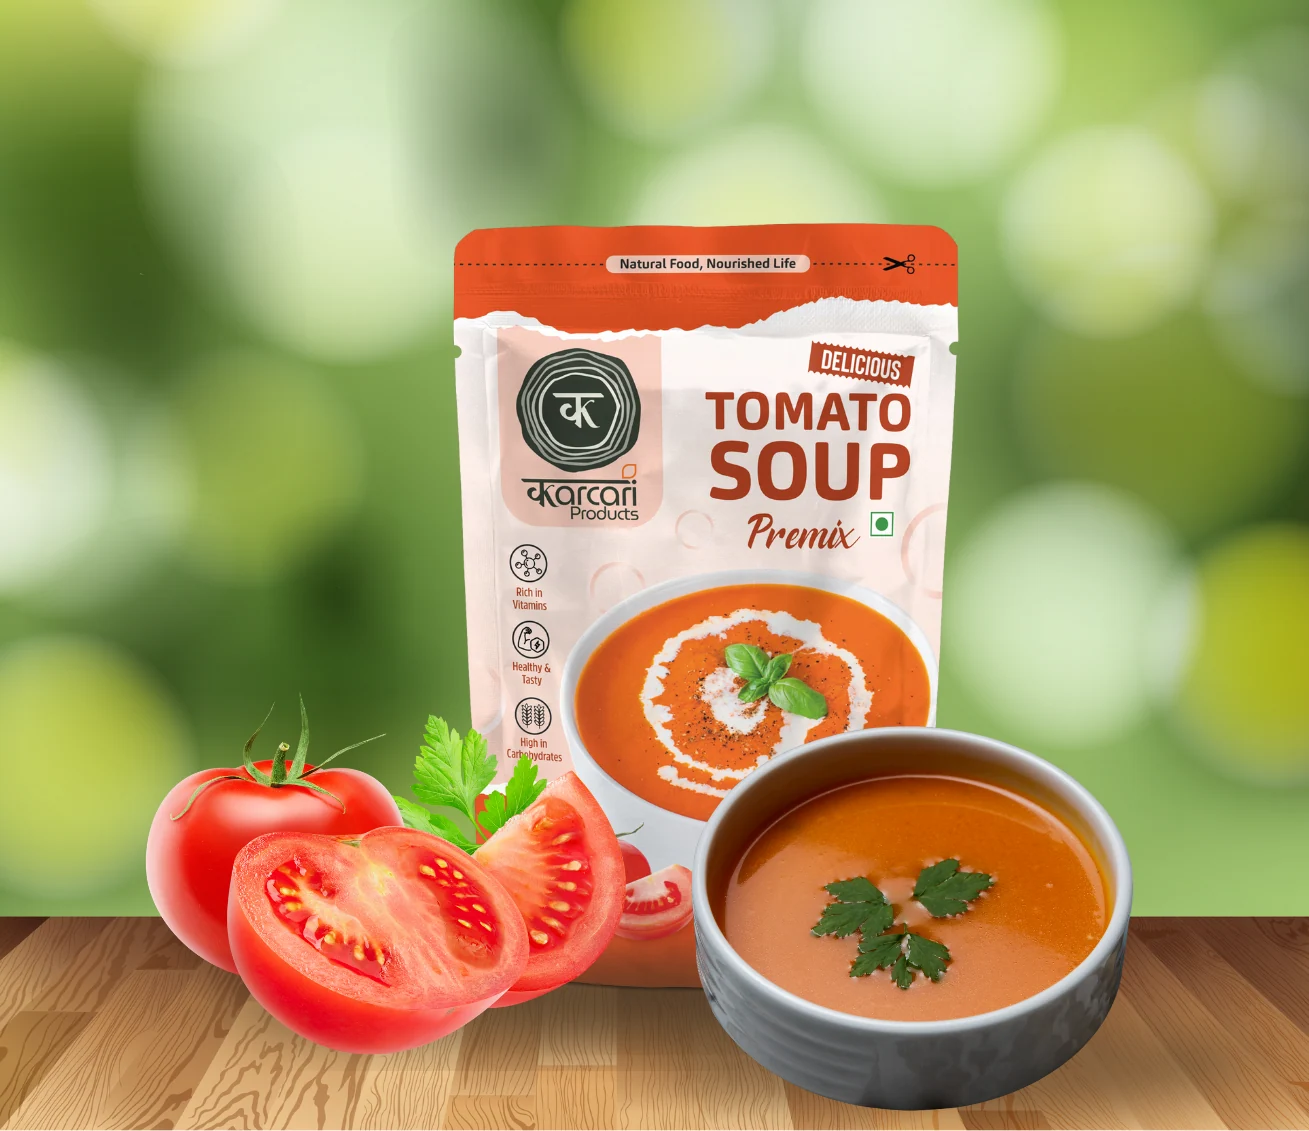 Natural Food, Nourished Life
DELICIOUS
TOMATO
SOUP
Premix
क
कarcari
Products
Rich in
Vitamins
Healthy &
Tasty
High in
Carbohydrates